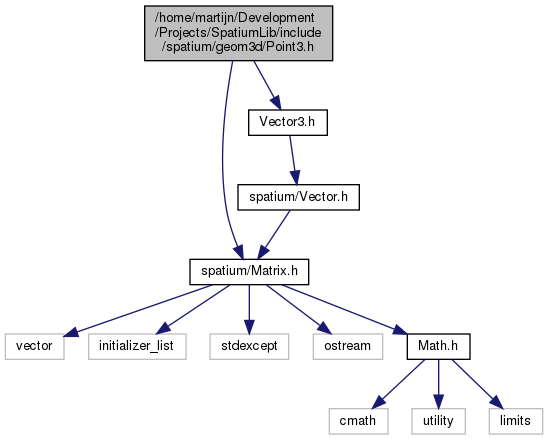 /home/martijn/Development
/Projects/SpatiumLib/include
/spatium/geom3d/Point3.h
Vector3.h
spatium/Vector.h
spatium/Matrix.h
vector
initializer_list
stdexcept
ostream
Math.h
cmath
utility
limits